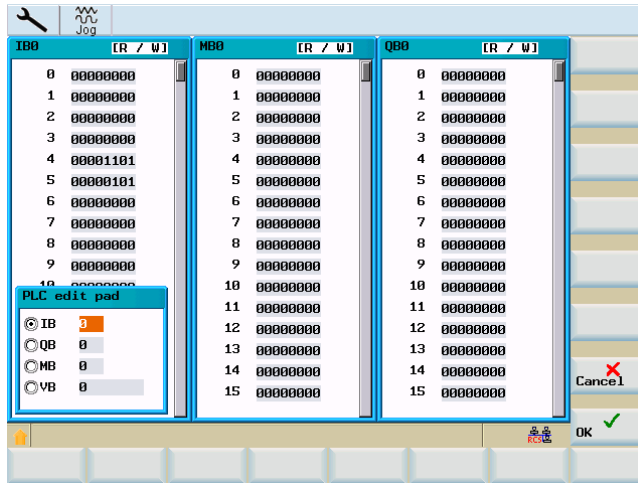 Jog
IB0 [R / W] MB0 [R / W] QB0 [R / W]
0 00000000 0 00000000 0 00000000
1 00000000 1 00000000 1 00000000
2 00000000 2 00000000 2 00000000
3 00000000 3 00000000 3 00000000
4 00001101 4 00000000 4 00000000
5 00000101 5 00000000 5 00000000
6 00000000 6 00000000 6 00000000
7 00000000 7 00000000 7 00000000
8 00000000 8 00000000 8 00000000
9 00000000 9 00000000 9 00000000
10 00000000 10 00000000 10 00000000
11 00000000 11 00000000
12 00000000 12 00000000
13 00000000 13 00000000
14 00000000 14 00000000
15 00000000 15 00000000
PLC edit pad
IB 0
QB 0
MB 0
VB 0
Cancel
OK
RCS